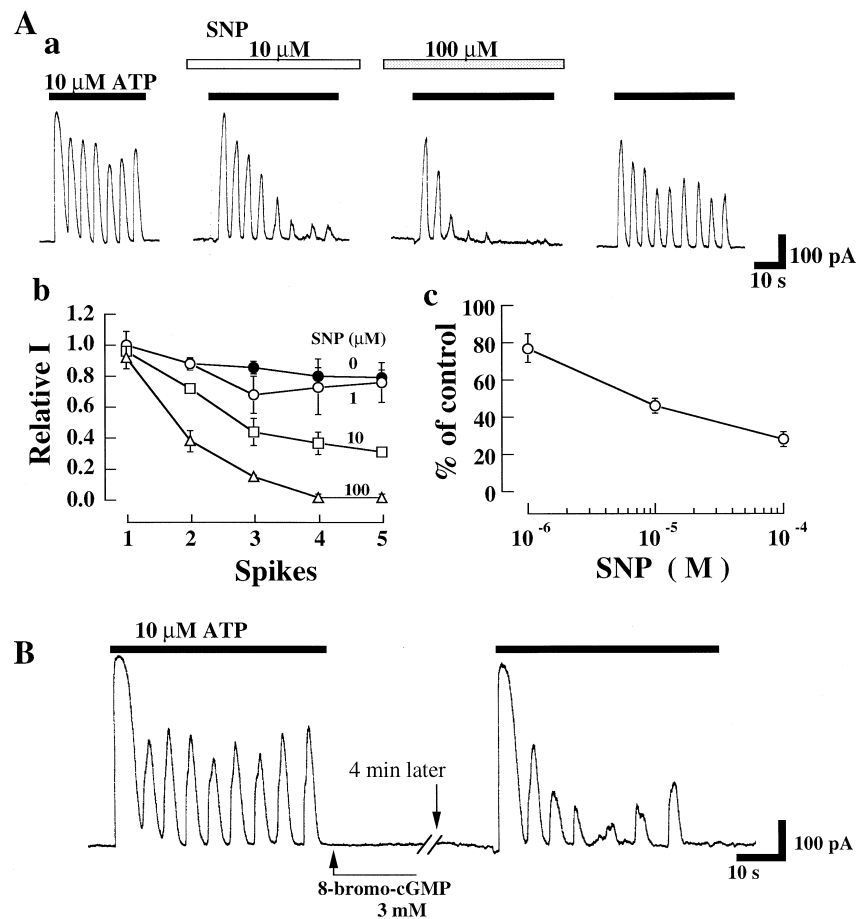 A
a
SNP
10 μM
100 μM
10 μM ATP
100 pA
10 s
b
1.2
1.0
0.8
0.6
0.4
0.2
0.0
Relative I
SNP (μM)
0
1
10
100
1 2 3 4 5
Spikes
c
100
80
60
40
20
0
% of control
10-6 10-5 10-4
SNP ( M )
B
10 μM ATP
4 min later
8-bromo-cGMP
3 mM
100 pA
10 s